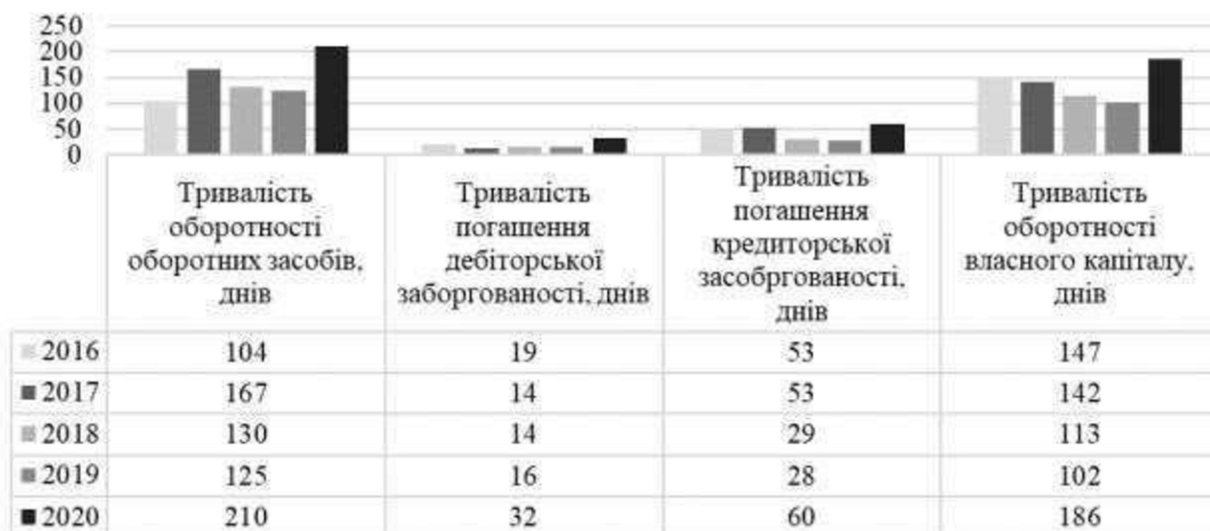 250
200
150
100
50
0
Тривалість
оборотності
оборотних засобів,
днів
Тривалість
погашення
дебіторської
заборгованості, днів
Тривалість
погашення
кредиторської
засобргованості,
днів
Тривалість
оборотності
власного капіталу,
днів
2016 104 19 53 147
2017 167 14 53 142
2018 130 14 29 113
2019 125 16 28 102
2020 210 32 60 186